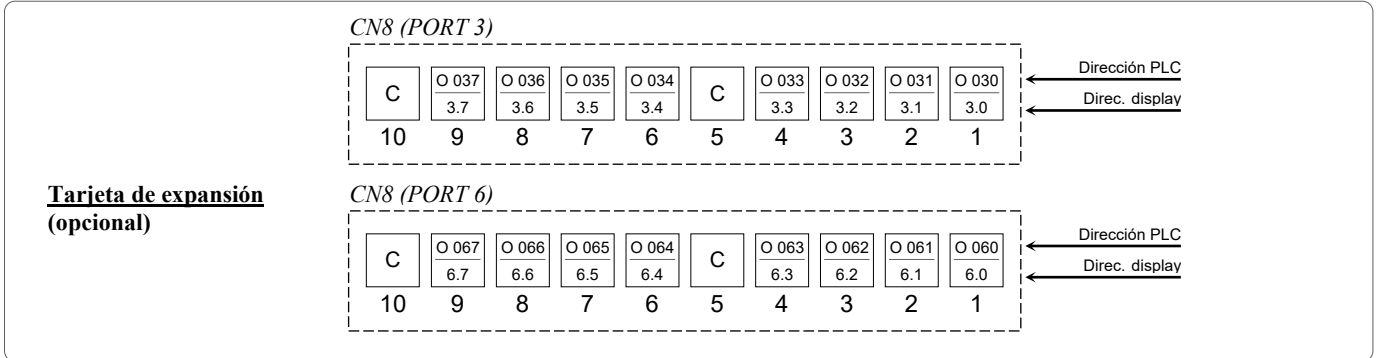 CN8 (PORT 3)
C O 037 O 036 O 035 O 034 C O 033 O 032 O 031 O 030 Dirección PLC
3.7 3.6 3.5 3.4 3.3 3.2 3.1 3.0 Direc. display
10 9 8 7 6 5 4 3 2 1
Tarjeta de expansión
(opcional)
CN8 (PORT 6)
C O 067 O 066 O 065 O 064 C O 063 O 062 O 061 O 060 Dirección PLC
6.7 6.6 6.5 6.4 6.3 6.2 6.1 6.0 Direc. display
10 9 8 7 6 5 4 3 2 1